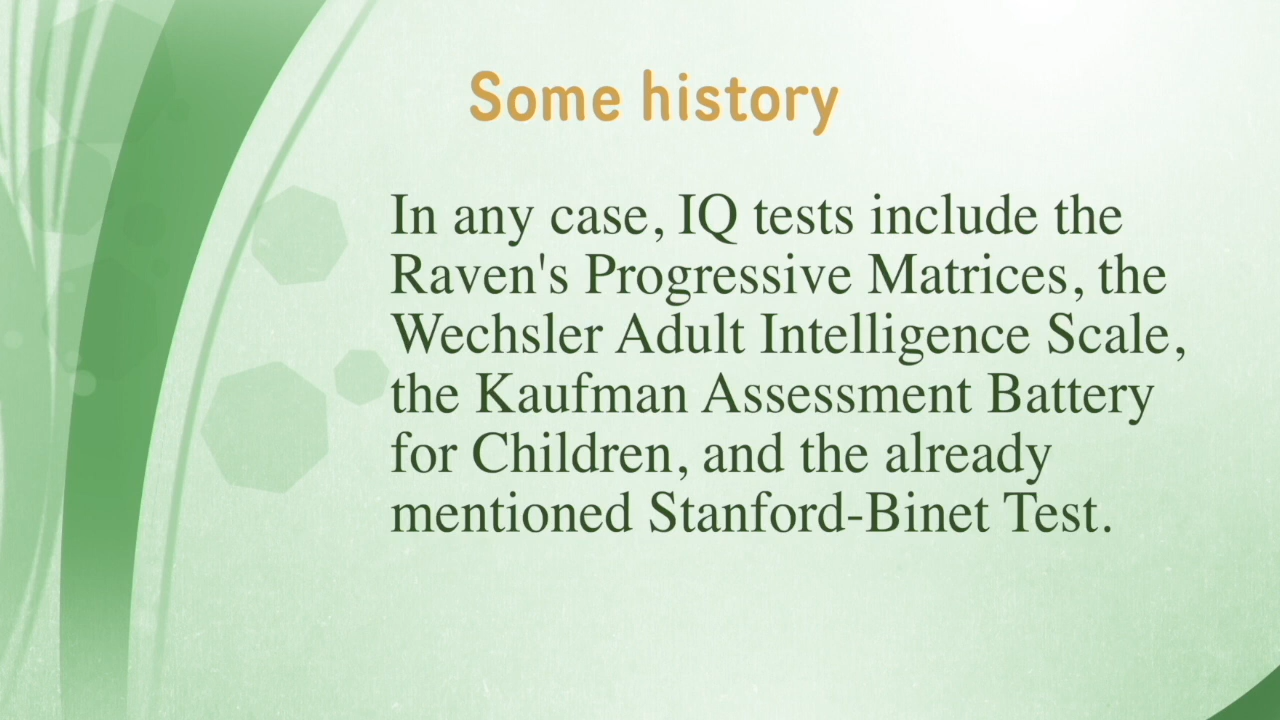 Some history
In any case, IQ tests include the
Raven's Progressive Matrices, the
Wechsler Adult Intelligence Scale,
the Kaufman Assessment Battery
for Children, and the already
mentioned Stanford-Binet Test.